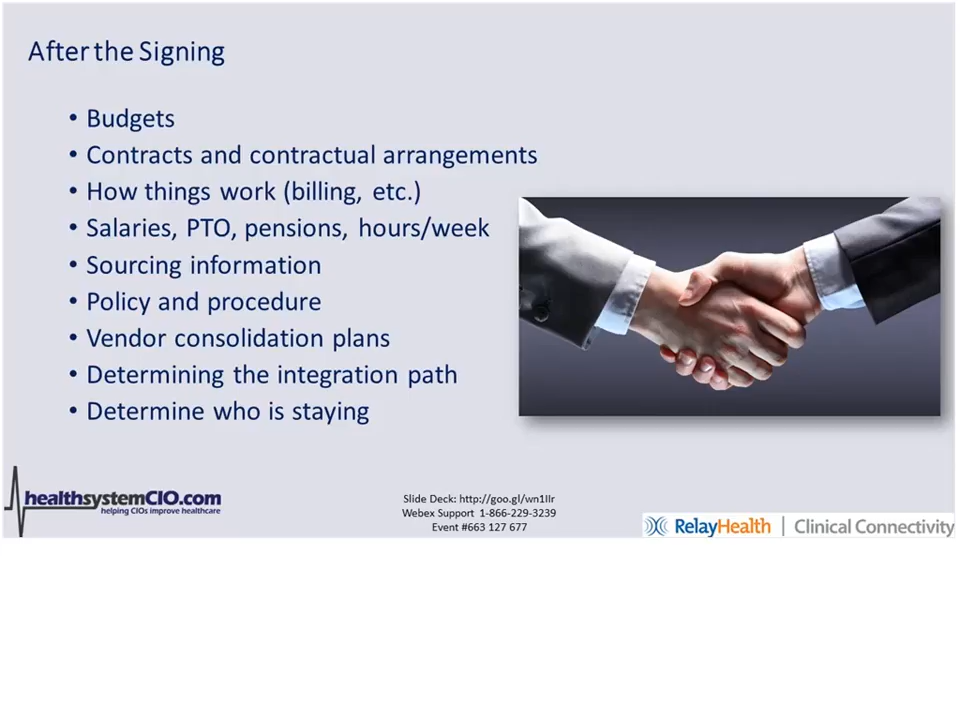 After the Signing
• Budgets
• Contracts and contractual arrangements
• How things work (billing, etc.)
• Salaries, PTO, pensions, hours/week
• Sourcing information
• Policy and procedure
• Vendor consolidation plans
• Determining the integration path
• Determine who is staying
healthsystemCIO.com
helping CIOs improve healthcare
Slide Deck: http://goo.gl/wn1llr
Webex Support 1-866-229-3239
Event #663 127 677
RelayHealth | Clinical Connectivity